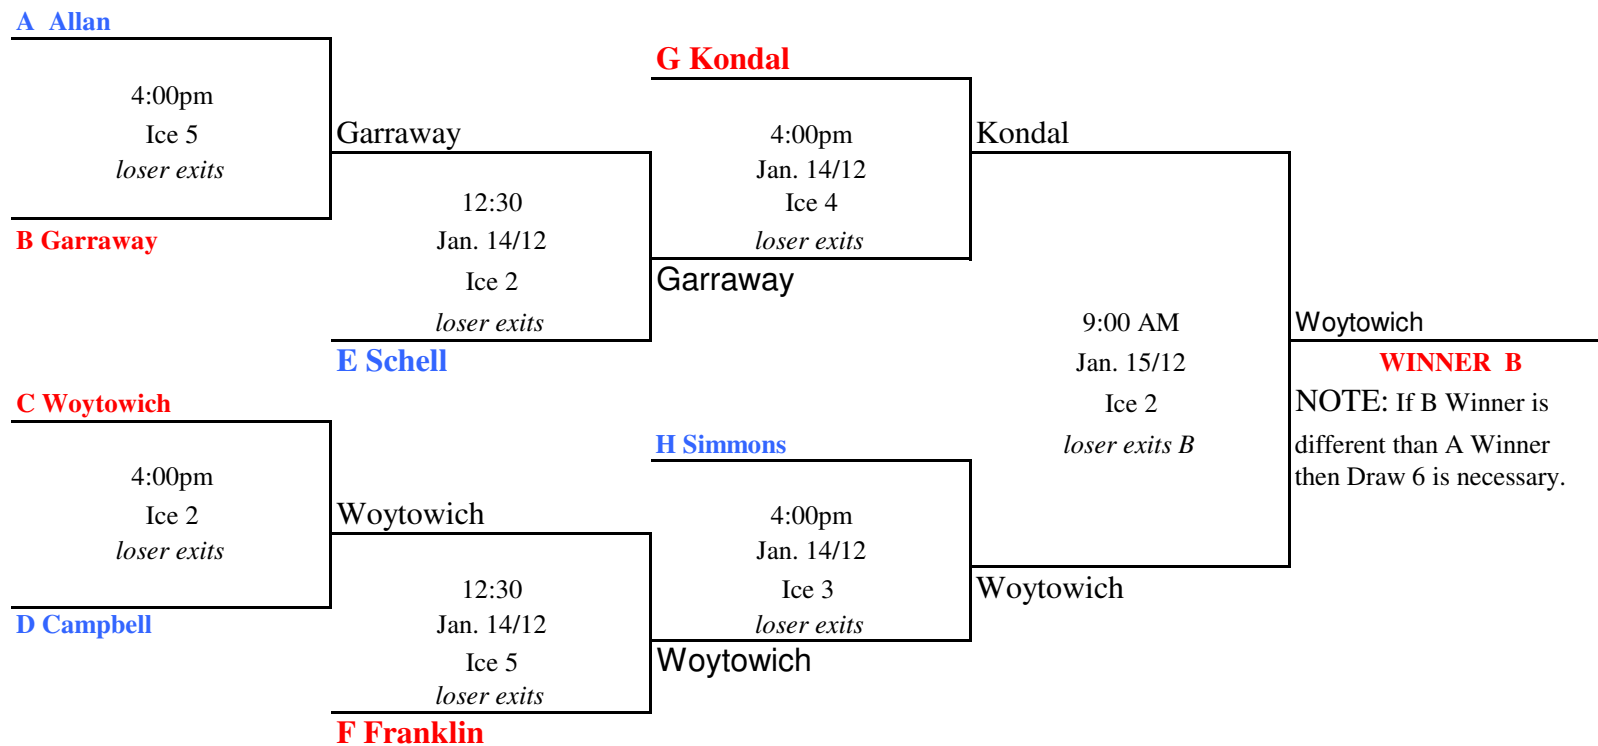 A  Allan
4:00pm
Ice 5
loser exits
B Garraway
Garraway
12:30
Jan. 14/12
Ice 2
loser exits
E Schell
C Woytowich
4:00pm
Ice 2
loser exits
D Campbell
Woytowich
12:30
Jan. 14/12
Ice 5
loser exits
F Franklin
G Kondal
4:00pm
Jan. 14/12
Ice 4
loser exits
Garraway
H Simmons
4:00pm
Jan. 14/12
Ice 3
loser exits
Woytowich
Kondal
9:00 AM
Jan. 15/12
Ice 2
loser exits B
Woytowich
Woytowich
WINNER  B
NOTE: If B Winner is
different than A Winner
then Draw 6 is necessary.